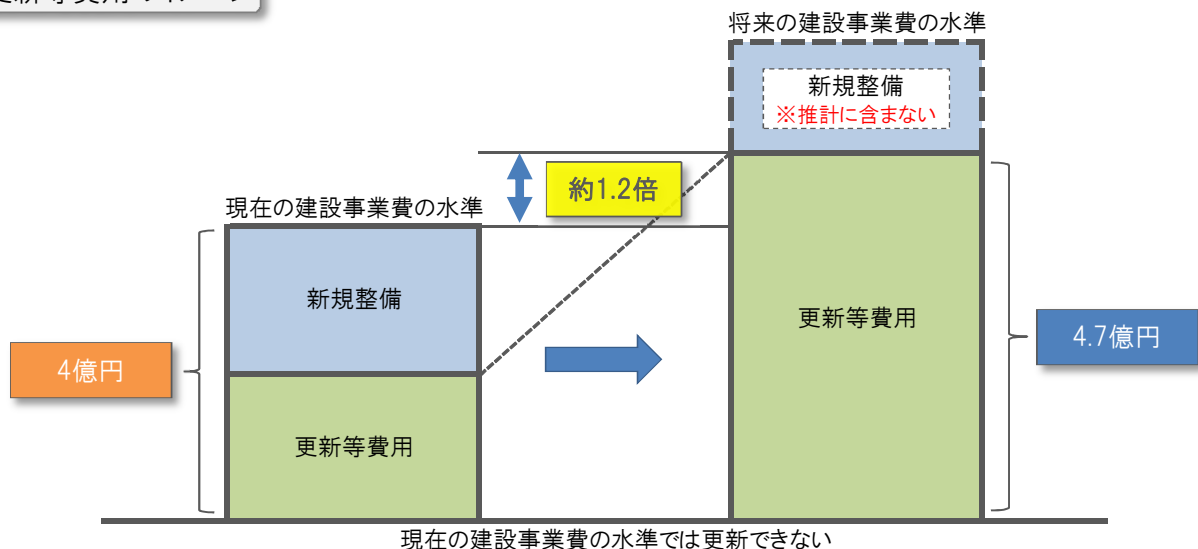 将来の建設事業費の水準
新規整備
※推計に含まない
約1.2倍
現在の建設事業費の水準
新規整備
更新等費用
4億円
4.7億円
更新等費用
現在の建設事業費の水準では更新できない